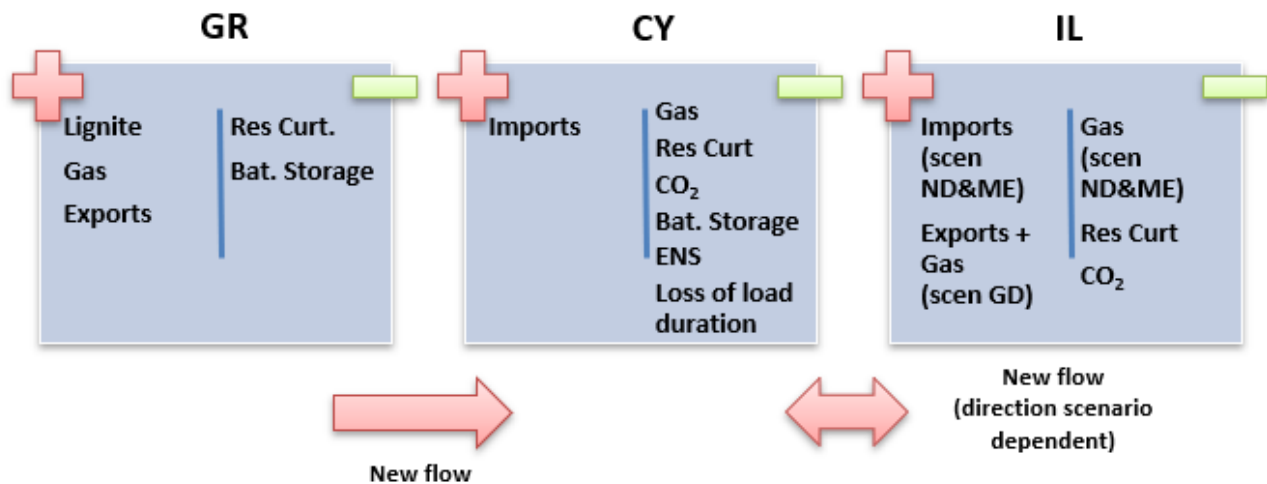 GR
Lignite
Gas
Exports
Res Curt.
Bat. Storage
CY
Imports
Gas
Res Curt
CO₂
Bat. Storage
ENS
Loss of load
duration
IL
Imports
(scen
ND&ME)
Exports +
Gas
(scen GD)
Gas
(scen
ND&ME)
Res Curt
CO₂
New flow
New flow
(direction scenario
dependent)